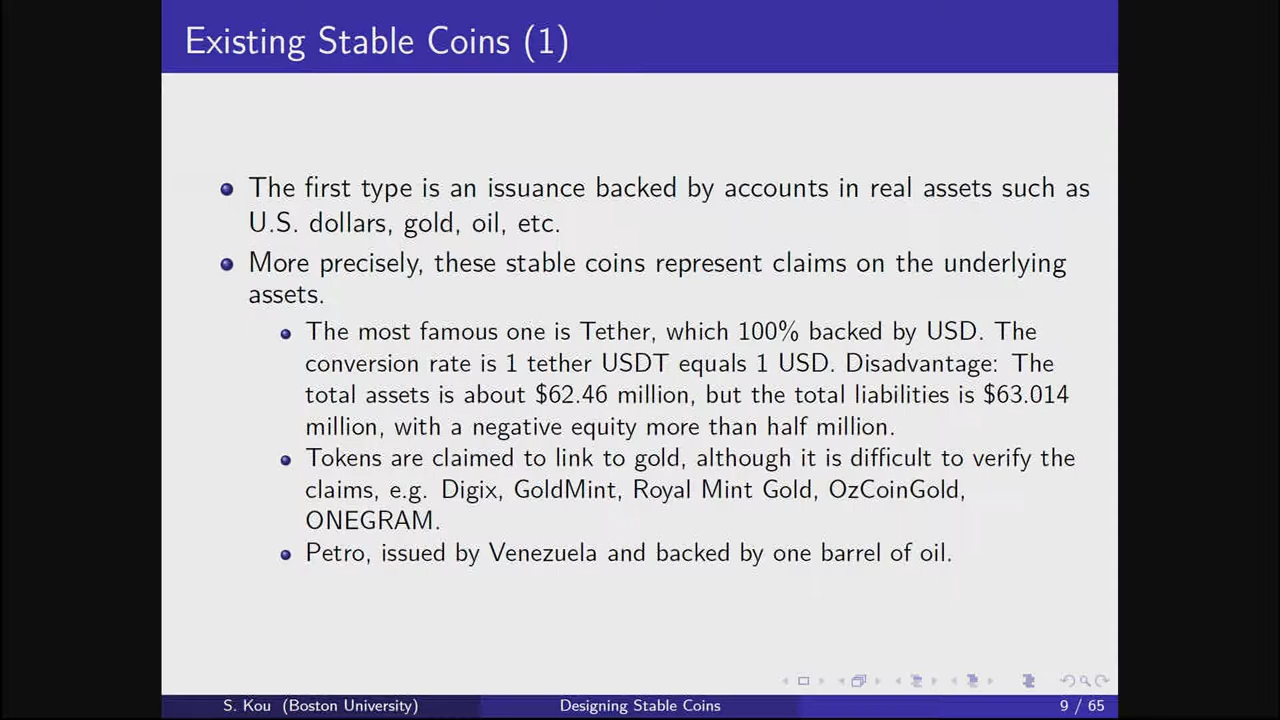 Existing Stable Coins (1)
The first type is an issuance backed by accounts in real assets such as
U.S. dollars, gold, oil, etc.
More precisely, these stable coins represent claims on the underlying
assets.
The most famous one is Tether, which 100% backed by USD. The
conversion rate is 1 tether USDT equals 1 USD. Disadvantage: The
total assets is about $62.46 million, but the total liabilities is $63.014
million, with a negative equity more than half million.
Tokens are claimed to link to gold, although it is difficult to verify the
claims, e.g. Digix, GoldMint, Royal Mint Gold, OzCoinGold,
ONEGRAM.
Petro, issued by Venezuela and backed by one barrel of oil.
S. Kou (Boston University) Designing Stable Coins 9 / 65